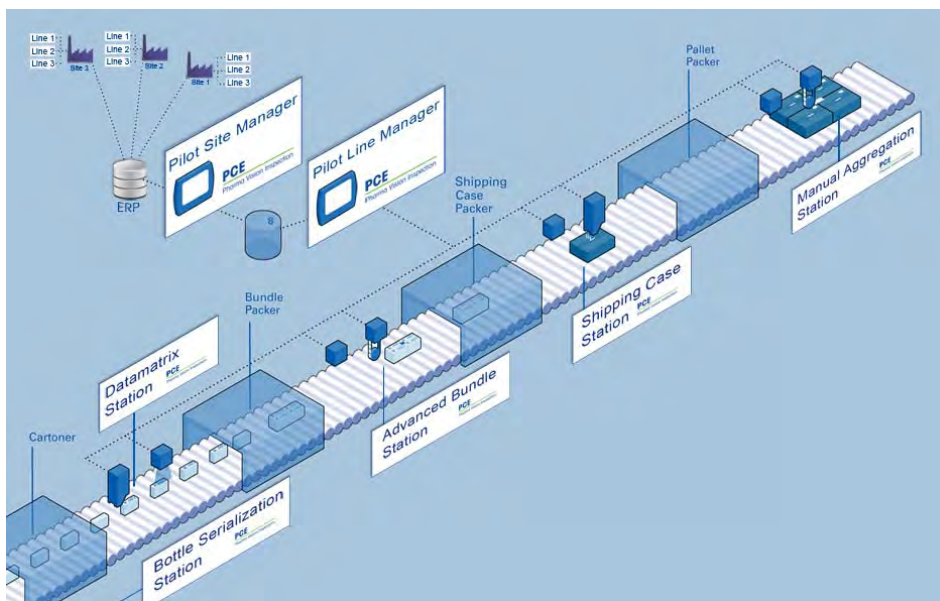 Line 1
Line 2
Line 3
Site 3
Line 1
Line 2
Line 3
Site 2
Line 1
Line 2
Line 3
Site 1
ERP
Pilot Site Manager
PCE
Pharma Vision Inspection
8
Pilot Line Manager
PCE
Pharma Vision Inspection
Pallet
Packer
Manual Aggregation
Station
PCE
Shipping
Case
Packer
Shipping Case
Station
PCE
Bundle
Packer
Advanced Bundle
Station
PCE
Datamatrix
Station
PCE
Cartoner
Bottle Serialization
Station
PCE